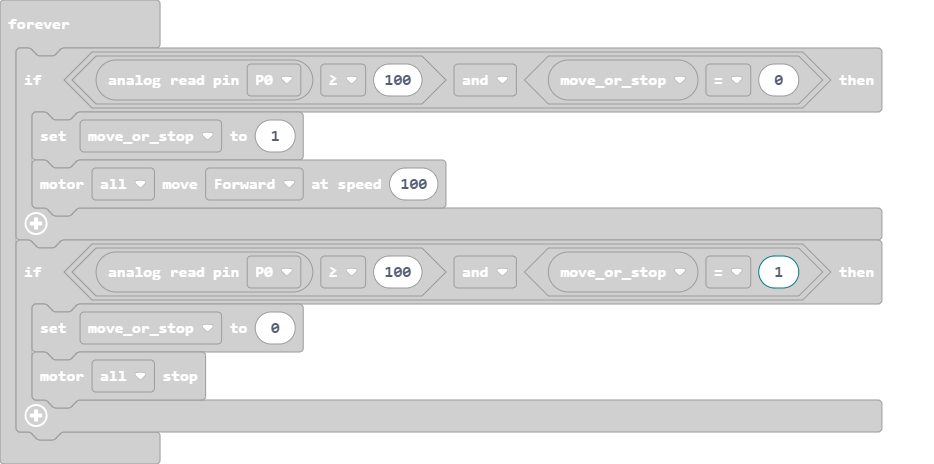 forever
if analog read pin P0 ≥ 100 and move_or_stop = 0 then
set move_or_stop to 1
motor all move Forward at speed 100
if analog read pin P0 ≥ 100 and move_or_stop = 1 then
set move_or_stop to 0
motor all stop